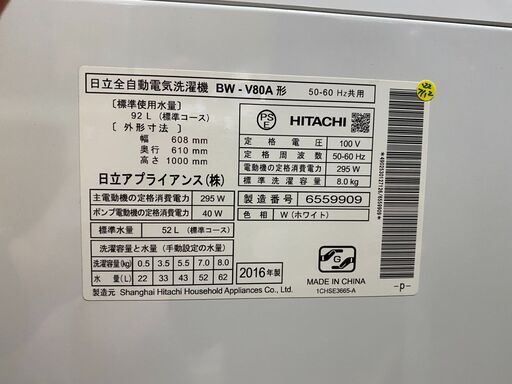 日立全自動電気洗濯機 BW-V80A 形 50-60 Hz共用
[標準使用水量]
92 L (標準コース)
[外形寸法]
幅 608 mm
奥行 610 mm
高さ 1000 mm
日立アプライアンス(株)
PSE HITACHI
定格電圧 100 V
定格周波数 50-60 Hz
電動機の定格消費電力 295 W
標準洗濯容量 8.0 kg
主電動機の定格消費電力 295 W
ポンプ電動機の定格消費電力 40 W
製造番号 6559909
色相 W (ホワイト)
標準水量 52 L (標準コース)
洗濯容量と水量 (手動設定の水量)
洗濯容量(kg) 0.5 3.5 5.5 7.0 8.0
水量 (L) 22 33 43 52 62
2016年製
MADE IN CHINA
1CHSE3665-A
製造元 Shanghai Hitachi Household Appliances Co., Ltd.
-p-